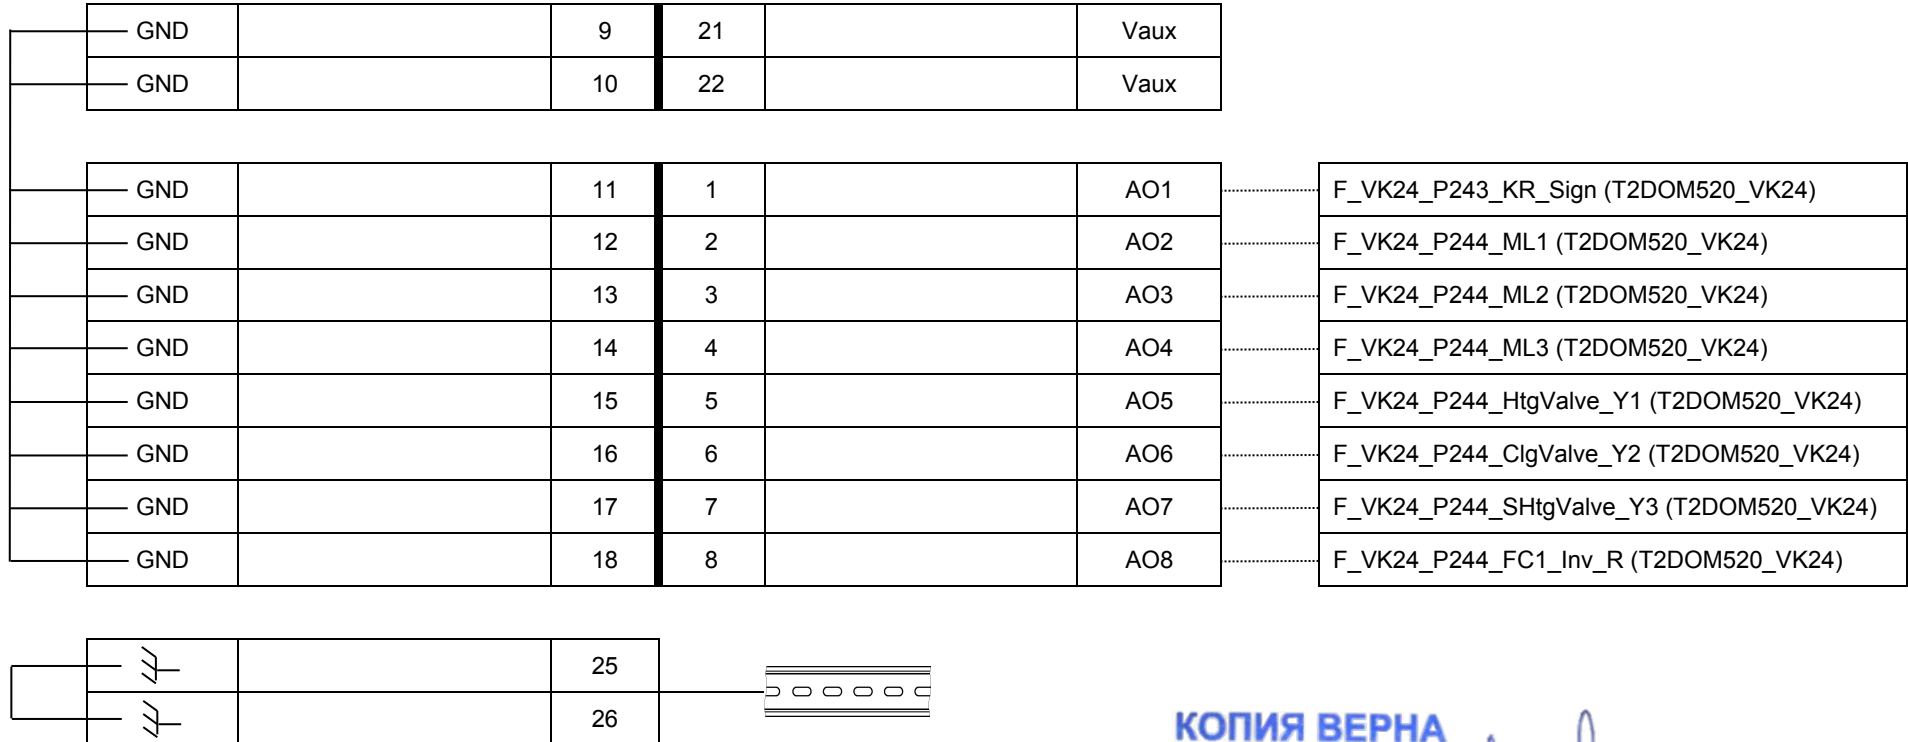 GND 9 21 Vaux
GND 10 22 Vaux
GND 11 1 AO1 F_VK24_P243_KR_Sign (T2DOM520_VK24)
GND 12 2 AO2 F_VK24_P244_ML1 (T2DOM520_VK24)
GND 13 3 AO3 F_VK24_P244_ML2 (T2DOM520_VK24)
GND 14 4 AO4 F_VK24_P244_ML3 (T2DOM520_VK24)
GND 15 5 AO5 F_VK24_P244_HtgValve_Y1 (T2DOM520_VK24)
GND 16 6 AO6 F_VK24_P244_ClgValve_Y2 (T2DOM520_VK24)
GND 17 7 AO7 F_VK24_P244_SHtgValve_Y3 (T2DOM520_VK24)
GND 18 8 AO8 F_VK24_P244_FC1_Inv_R (T2DOM520_VK24)
25
26
КОПИЯ ВЕРНА